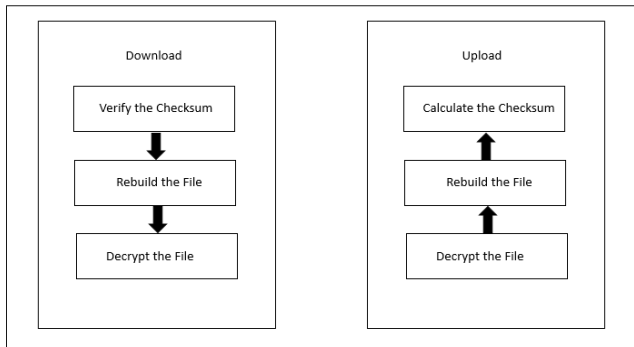 Download
Verify the Checksum
Rebuild the File
Decrypt the File
Upload
Calculate the Checksum
Rebuild the File
Decrypt the File